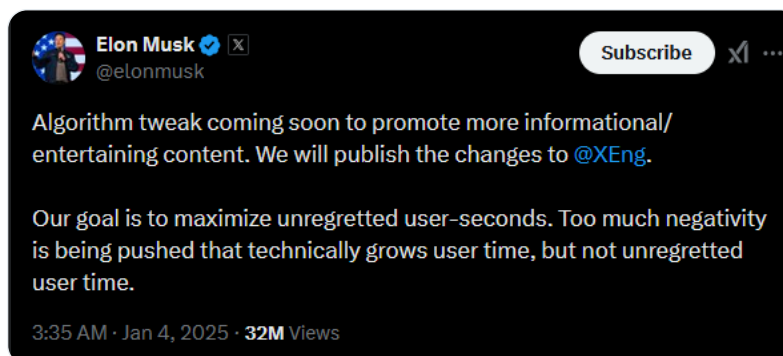 Elon Musk X
@elonmusk
Subscribe
Algorithm tweak coming soon to promote more informational/
entertaining content. We will publish the changes to @XEng.
Our goal is to maximize unregretted user-seconds. Too much negativity
is being pushed that technically grows user time, but not unregretted
user time.
3:35 AM · Jan 4, 2025 · 32M Views